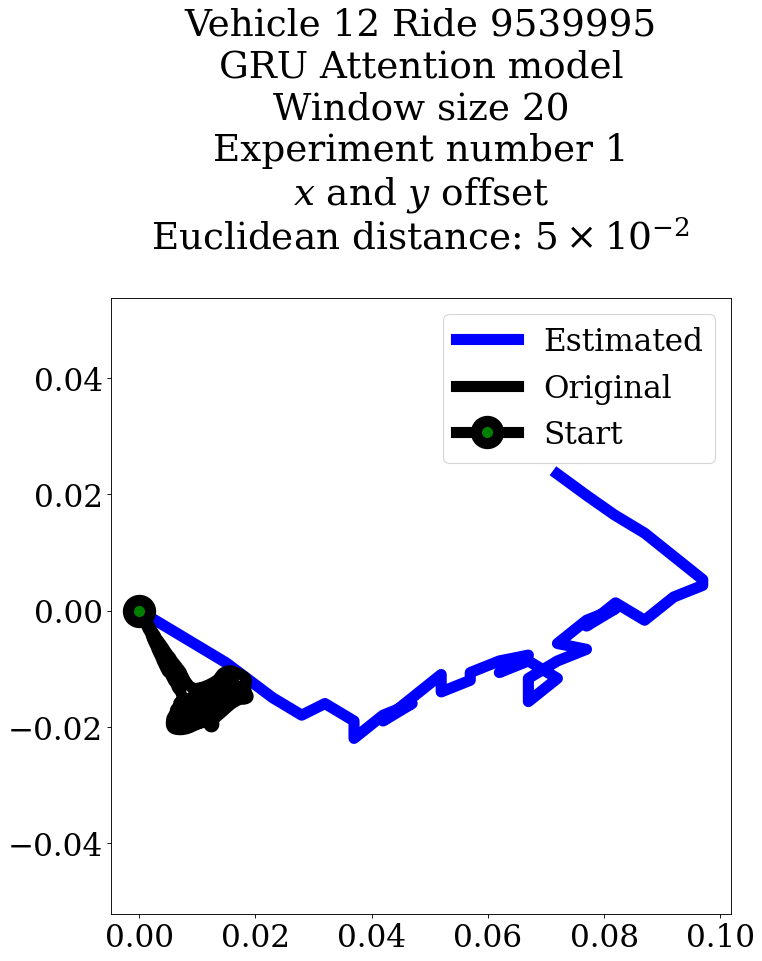 Vehicle 12 Ride 9539995
GRU Attention model
Window size 20
Experiment number 1
x and y offset
Euclidean distance: 5 × 10⁻²
Estimated
Original
Start
0.04
0.02
0.00
−0.02
−0.04
0.00 0.02 0.04 0.06 0.08 0.10